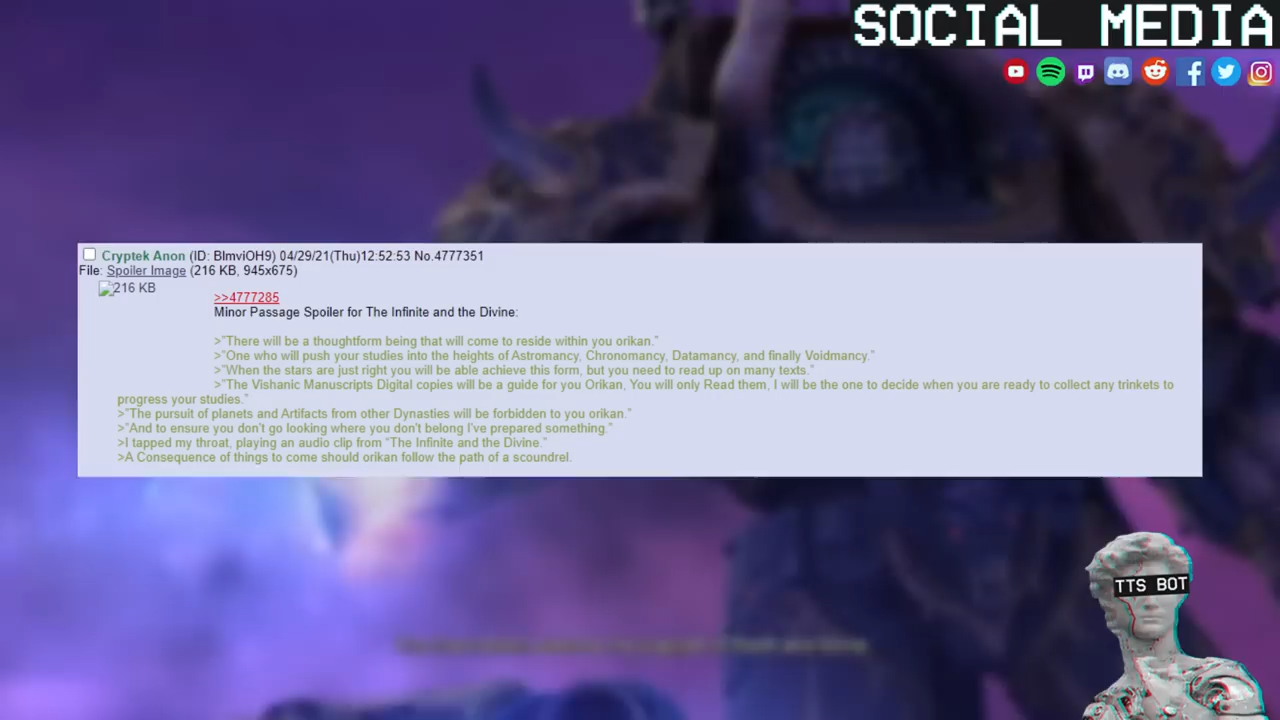 SOCIAL MEDIA
Cryptek Anon (ID: BImviOH9) 04/29/21(Thu)12:52:53 No.4777351
File: Spoiler Image (216 KB, 945x675)
216 KB
>>4777285
Minor Passage Spoiler for The Infinite and the Divine:
>"There will be a thoughtform being that will come to reside within you orikan."
>"One who will push your studies into the heights of Astromancy, Chronomancy, Datamancy, and finally Voidmancy."
>"When the stars are just right you will be able achieve this form, but you need to read up on many texts."
>"The Vishanic Manuscripts Digital copies will be a guide for you Orikan, You will only Read them, I will be the one to decide when you are ready to collect any trinkets to
progress your studies."
>"The pursuit of planets and Artifacts from other Dynasties will be forbidden to you orikan."
>"And to ensure you don't go looking where you don't belong I've prepared something."
>I tapped my throat, playing an audio clip from "The Infinite and the Divine."
>A Consequence of things to come should orikan follow the path of a scoundrel.
TTS BOT